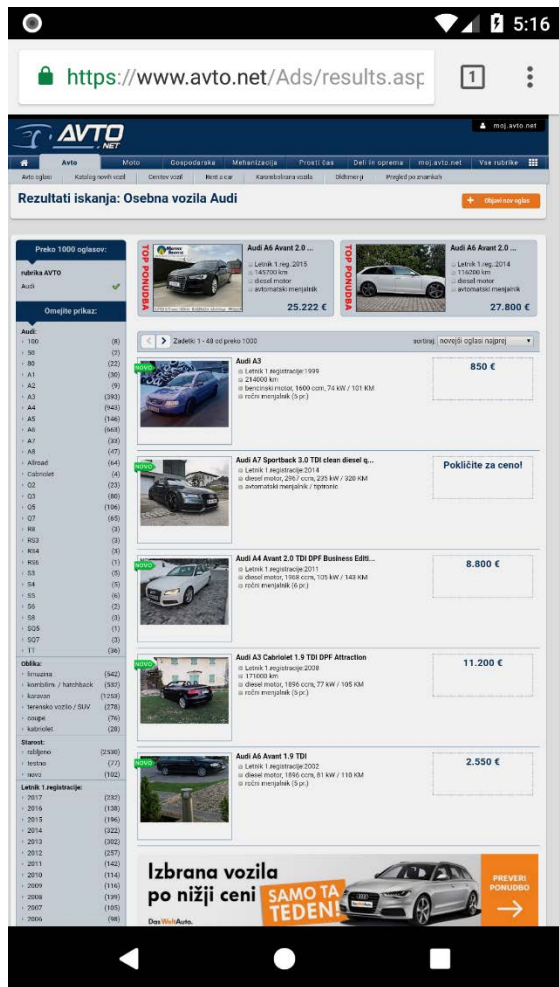 5:16
https://www.avto.net/Ads/results.asp
1
AVTO
.NET
moj.avto.net
Avto
Moto
Gospodarska
Mehanizacija
Prosti čas
Deli in oprema
moj.avto.net
Vse rubrike
Avto oglasi
Katalog novih vozil
Cenitev vozil
Rent a car
Karambolirana vozila
Oldtimerji
Pregled po znamkah
Rezultati iskanja: Osebna vozila Audi
Objavi nov oglas
Preko 1000 oglasov:
rubrika AVTO
Audi
Omejite prikaz:
Audi:
100 (8)
50 (2)
80 (22)
A1 (30)
A2 (9)
A3 (393)
A4 (943)
A5 (146)
A6 (663)
A7 (33)
A8 (47)
Allroad (64)
Cabriolet (4)
Q2 (23)
Q3 (80)
Q5 (106)
Q7 (65)
R8 (3)
RS3 (3)
RS4 (3)
RS6 (1)
S3 (5)
S4 (5)
S5 (6)
S6 (2)
S8 (3)
SQ5 (1)
SQ7 (3)
TT (36)
Oblika:
limuzina (542)
kombilim. / hatchback (532)
karavan (1253)
terensko vozilo / SUV (278)
coupe (76)
kabriolet (28)
Starost:
rabljeno (2530)
testno (77)
novo (102)
Letnik 1.registracije:
2017 (232)
2016 (138)
2015 (196)
2014 (322)
2013 (302)
2012 (257)
2011 (142)
2010 (114)
2009 (116)
2008 (139)
2007 (105)
2006 (98)
TOP PONUDBA
Audi A6 Avant 2.0 ...
Letnik 1.reg.:2015
145700 km
diesel motor
avtomatski menjalnik
25.222 €
TOP PONUDBA
Audi A6 Avant 2.0 ...
Letnik 1.reg.:2014
116200 km
diesel motor
avtomatski menjalnik
27.800 €
Zadetki 1 - 48 od preko 1000
sortiraj novejši oglasi najprej
NOVO
Audi A3
Letnik 1.registracije:1999
214000 km
bencinski motor, 1600 ccm, 74 kW / 101 KM
ročni menjalnik (5 pr.)
850 €
NOVO
Audi A7 Sportback 3.0 TDI clean diesel q...
Letnik 1.registracije:2014
diesel motor, 2967 ccm, 235 kW / 320 KM
avtomatski menjalnik / tiptronic
Pokličite za ceno!
NOVO
Audi A4 Avant 2.0 TDI DPF Business Editi...
Letnik 1.registracije:2011
diesel motor, 1968 ccm, 105 kW / 143 KM
ročni menjalnik (6 pr.)
8.800 €
NOVO
Audi A3 Cabriolet 1.9 TDI DPF Attraction
Letnik 1.registracije:2008
171000 km
diesel motor, 1896 ccm, 77 kW / 105 KM
ročni menjalnik (5 pr.)
11.200 €
NOVO
Audi A6 Avant 1.9 TDI
Letnik 1.registracije:2002
diesel motor, 1896 ccm, 81 kW / 110 KM
ročni menjalnik (5 pr.)
2.550 €
Izbrana vozila
po nižji ceni
SAMO TA
TEDEN!
DasWeltAuto.
PREVERI
PONUDBO